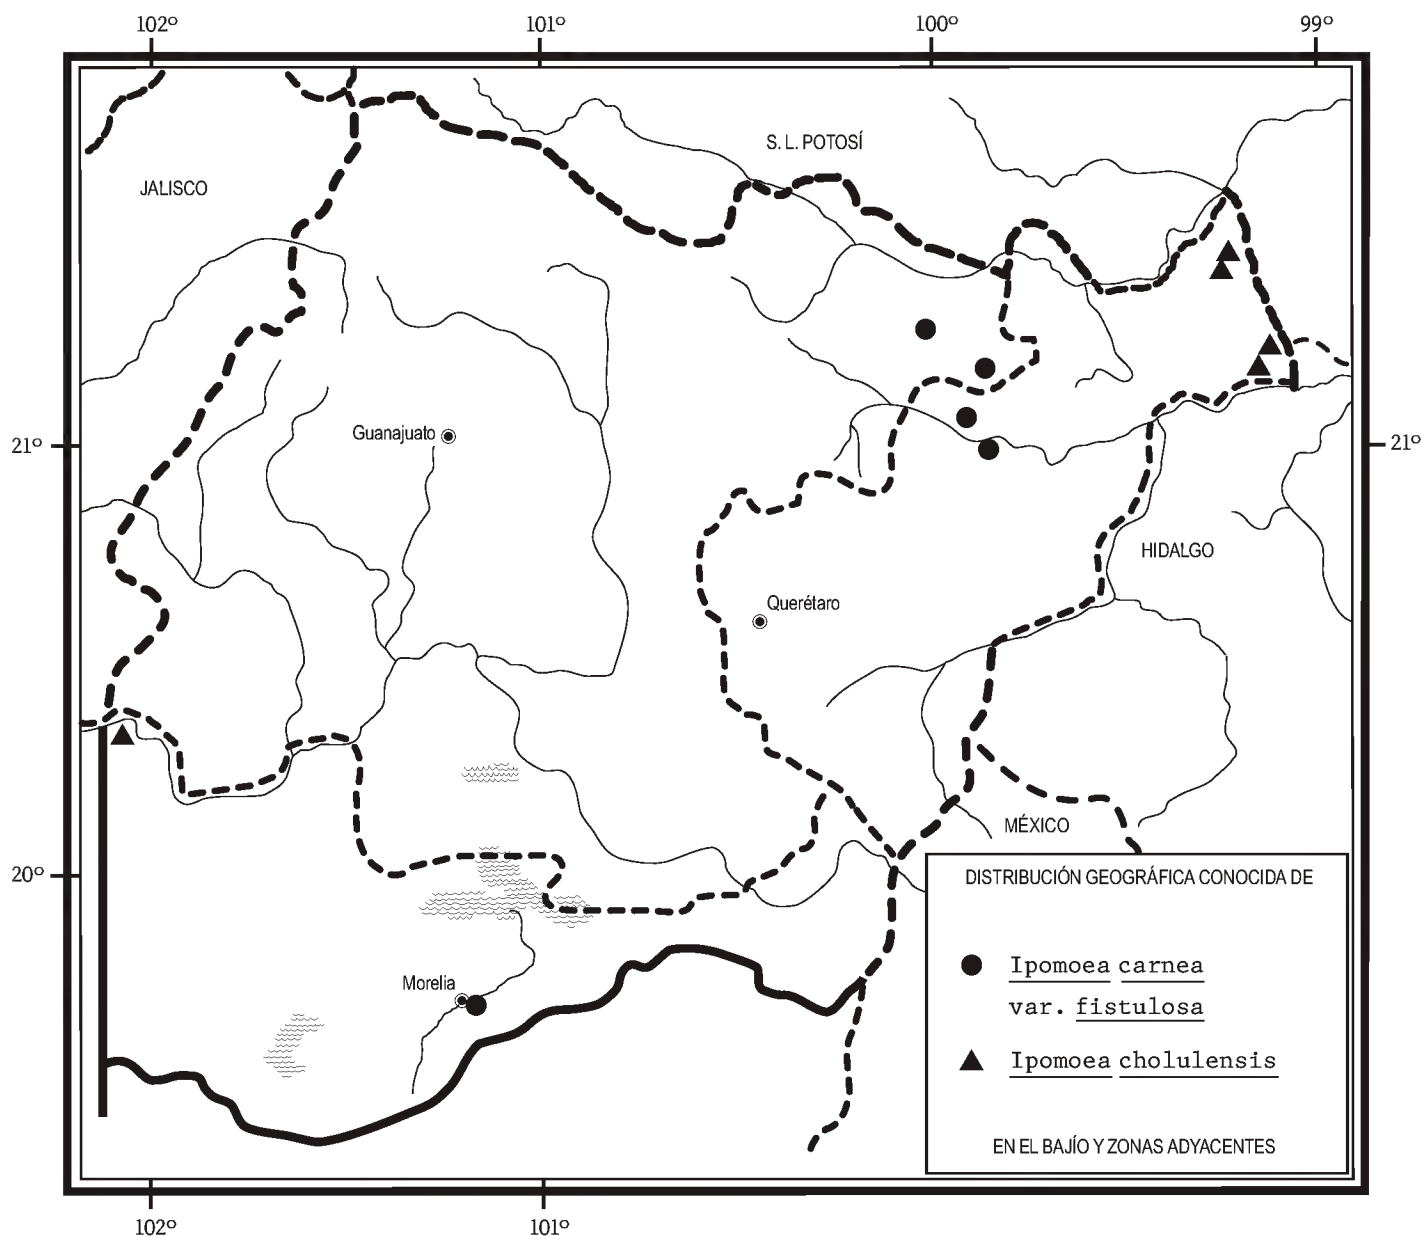 102º 101º 100º 99º
S. L. POTOSÍ
JALISCO
Guanajuato
21º 21º
HIDALGO
Querétaro
MÉXICO
20º
DISTRIBUCIÓN GEOGRÁFICA CONOCIDA DE
Ipomoea carnea
var. fistulosa
Morelia
Ipomoea cholulensis
EN EL BAJÍO Y ZONAS ADYACENTES
102º 101º